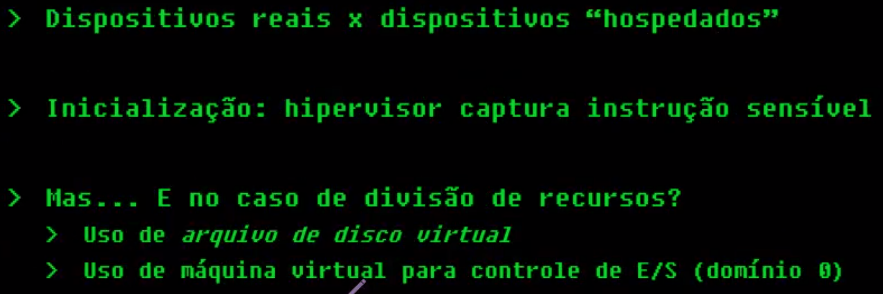 > Dispositivos reais x dispositivos “hospedados”
> Inicialização: hipervisor captura instrução sensível
> Mas... E no caso de divisão de recursos?
> Uso de arquivo de disco virtual
> Uso de máquina virtual para controle de E/S (domínio 0)